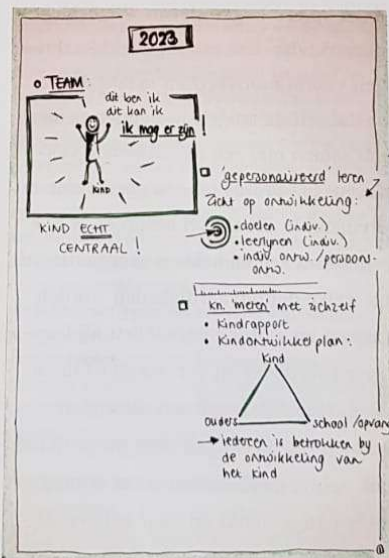 2023
o TEAM:
dit ben ik
dit kan ik
ik mag er zijn!
KIND
KIND ECHT
CENTRAAL!
'gepersonaliseerd' leren
Zicht op ontwikkeling:
• doelen (indiv.)
• leerlijnen (indiv.)
• indiv. ontw./persoons-
ontw.
kn. 'meten' met zichzelf
• Kindrapport
• Kindontwikkelplan:
Kind
ouders
school/opvang
→ iedereen is betrokken bij
de ontwikkeling van
het kind